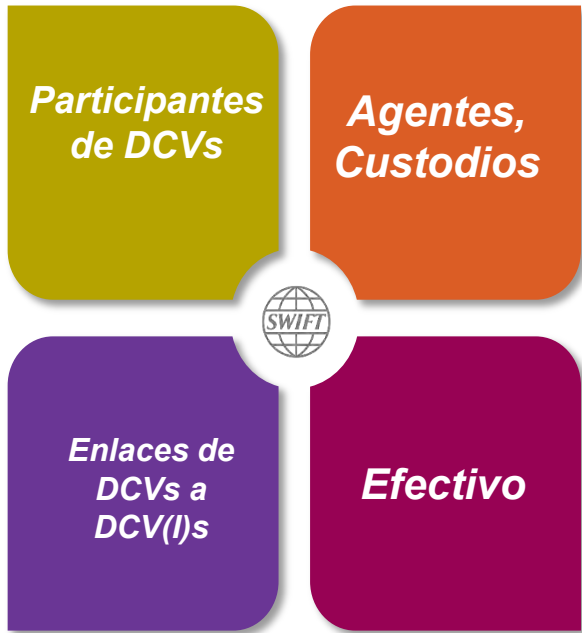 Participantes
de DCVs
Agentes,
Custodios
SWIFT
Enlaces de
DCVs a
DCV(I)s
Efectivo